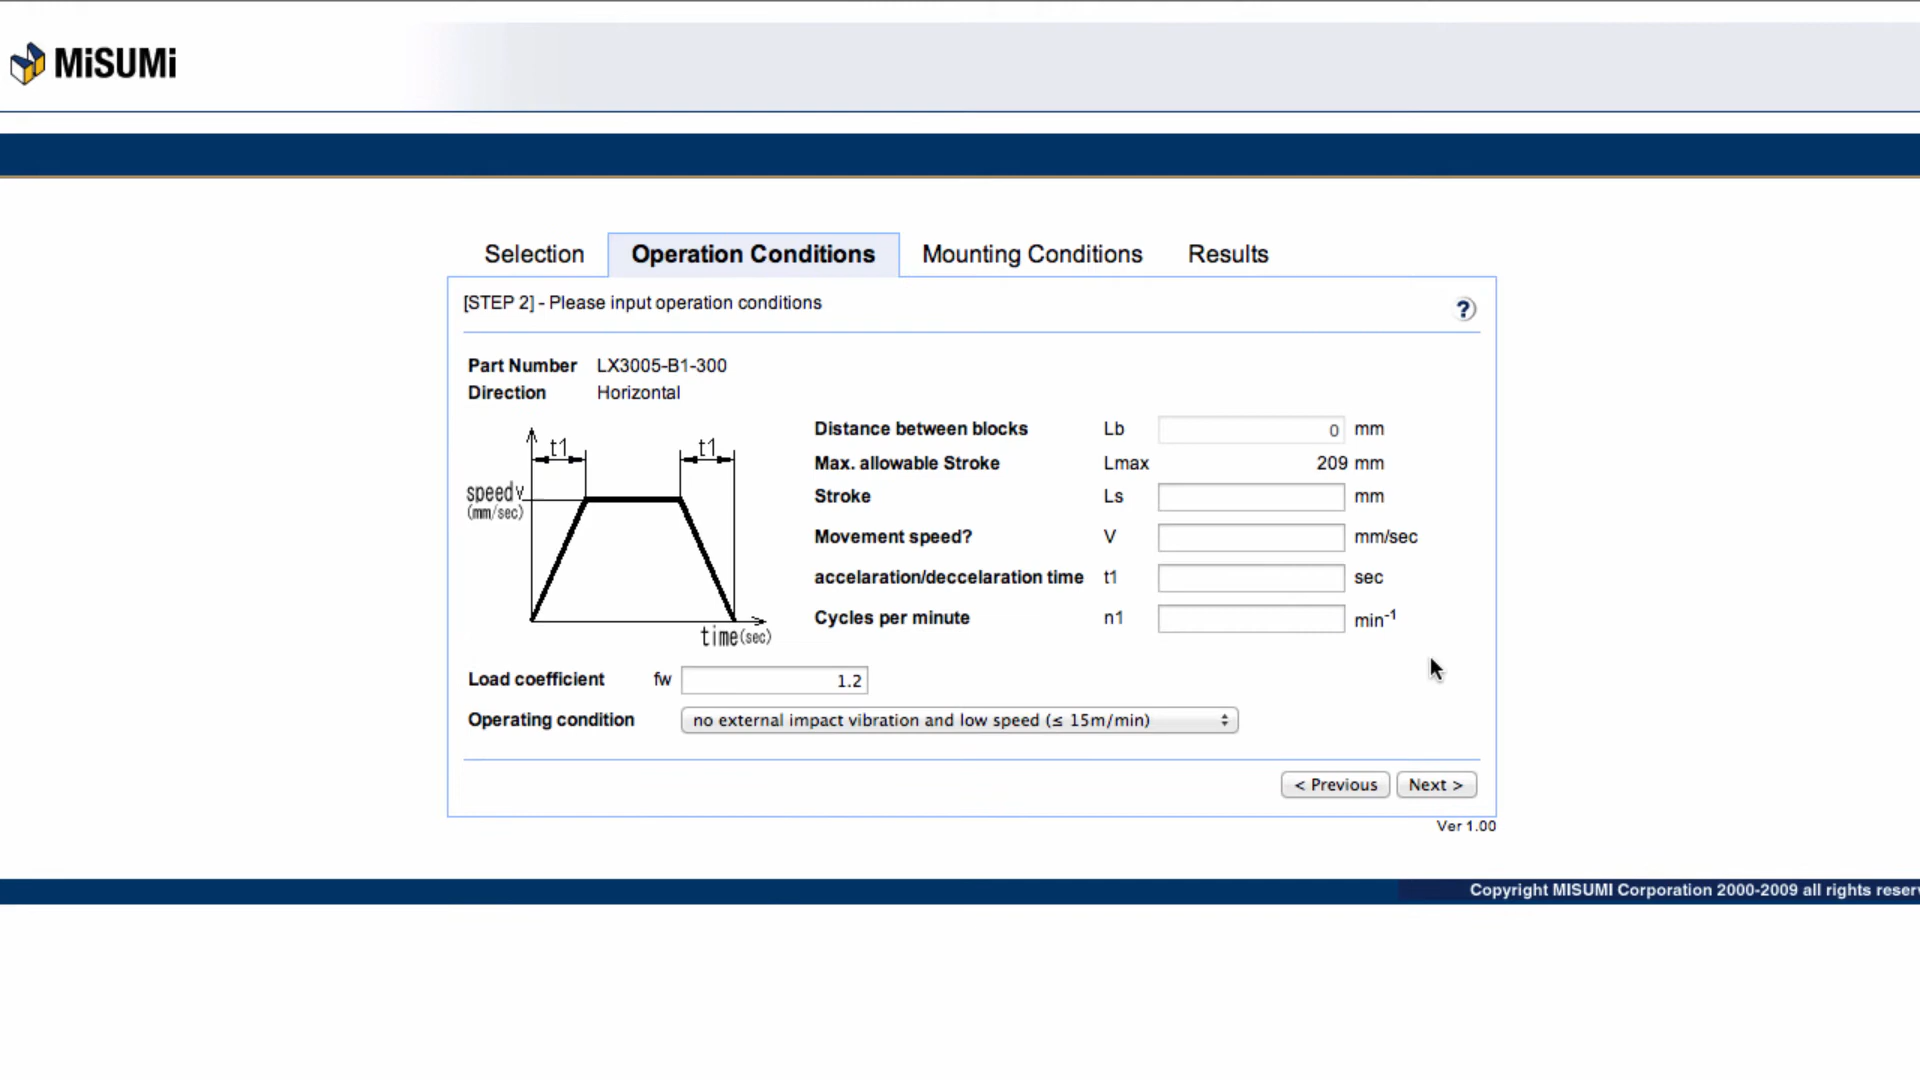 MiSUMi
Selection Operation Conditions Mounting Conditions Results
[STEP 2] - Please input operation conditions
?
Part Number LX3005-B1-300
Direction Horizontal
t1 t1
speed v
(mm/sec)
time(sec)
Distance between blocks Lb 0 mm
Max. allowable Stroke Lmax 209 mm
Stroke Ls mm
Movement speed? V mm/sec
accelaration/deccelaration time t1 sec
Cycles per minute n1 min-1
Load coefficient fw 1.2
Operating condition no external impact vibration and low speed (≤ 15m/min)
< Previous Next >
Ver 1.00
Copyright MISUMI Corporation 2000-2009 all rights reser